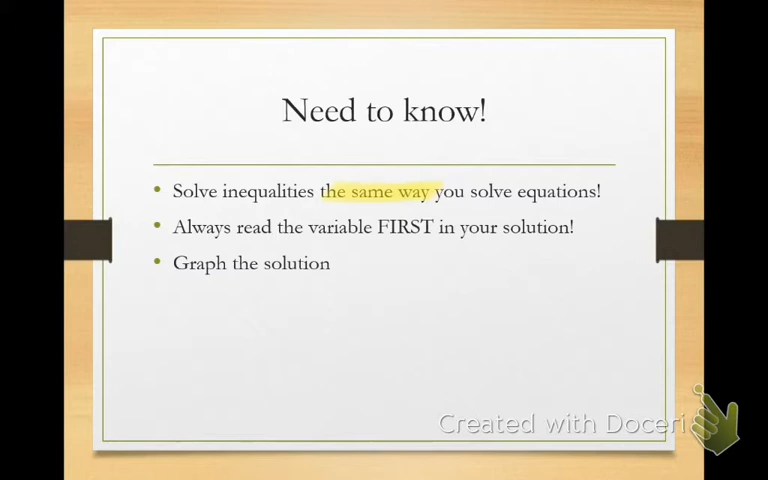 Need to know!
• Solve inequalities the same way you solve equations!
• Always read the variable FIRST in your solution!
• Graph the solution
Created with Doceri